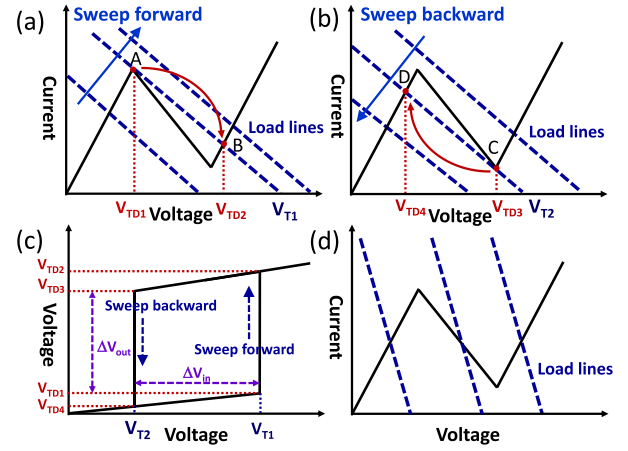 (a)
Sweep forward
A
B
Load lines
Current
V_TD1
Voltage
V_TD2
V_T1
(b)
Sweep backward
D
C
Load lines
Current
V_TD4
Voltage
V_TD3
V_T2
(c)
V_TD2
V_TD3
Sweep backward
ΔV_out
Sweep forward
ΔV_in
V_TD1
V_TD4
Voltage
V_T2
Voltage
V_T1
(d)
Current
Load lines
Voltage